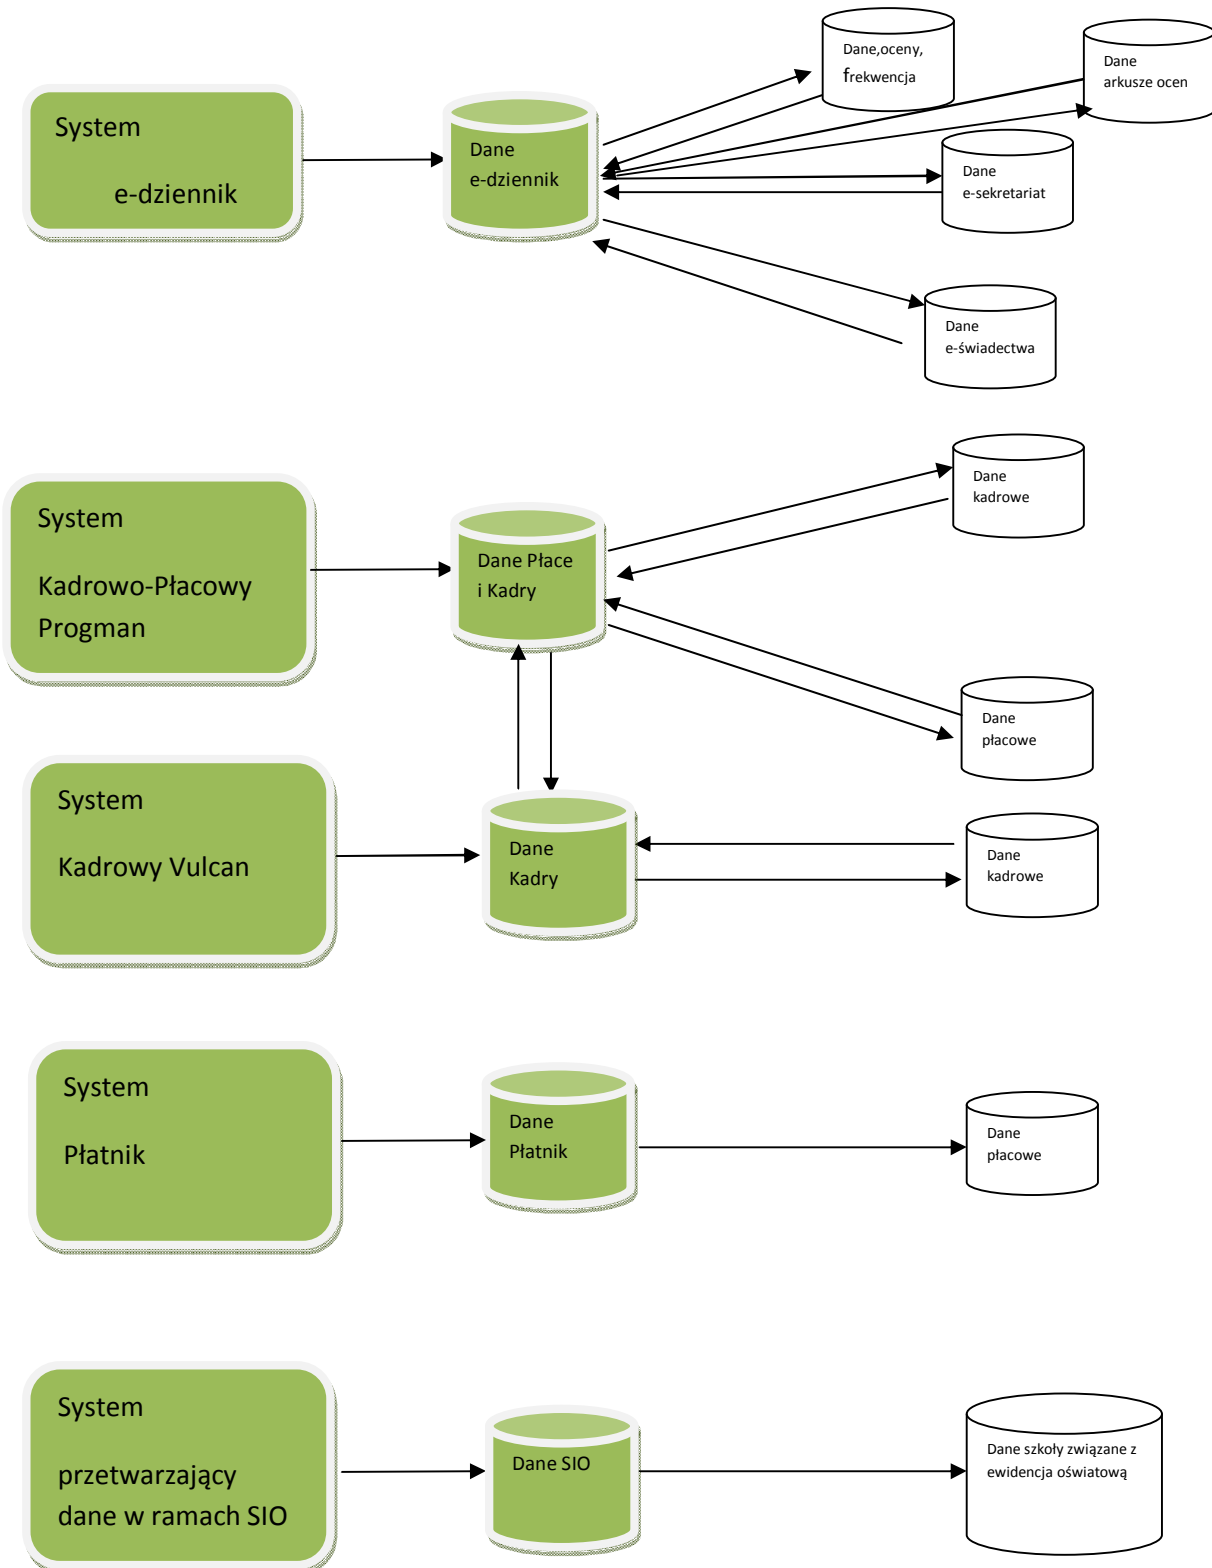 System
e-dziennik
Dane
e-dziennik
Dane,oceny,
frekwencja
Dane
arkusze ocen
Dane
e-sekretariat
Dane
e-świadectwa
System
Kadrowo-Płacowy
Progman
Dane Płace
i Kadry
Dane
kadrowe
Dane
płacowe
System
Kadrowy Vulcan
Dane
Kadry
Dane
kadrowe
System
Płatnik
Dane
Płatnik
Dane
płacowe
System
przetwarzający
dane w ramach SIO
Dane SIO
Dane szkoły związane z
ewidencja oświatową